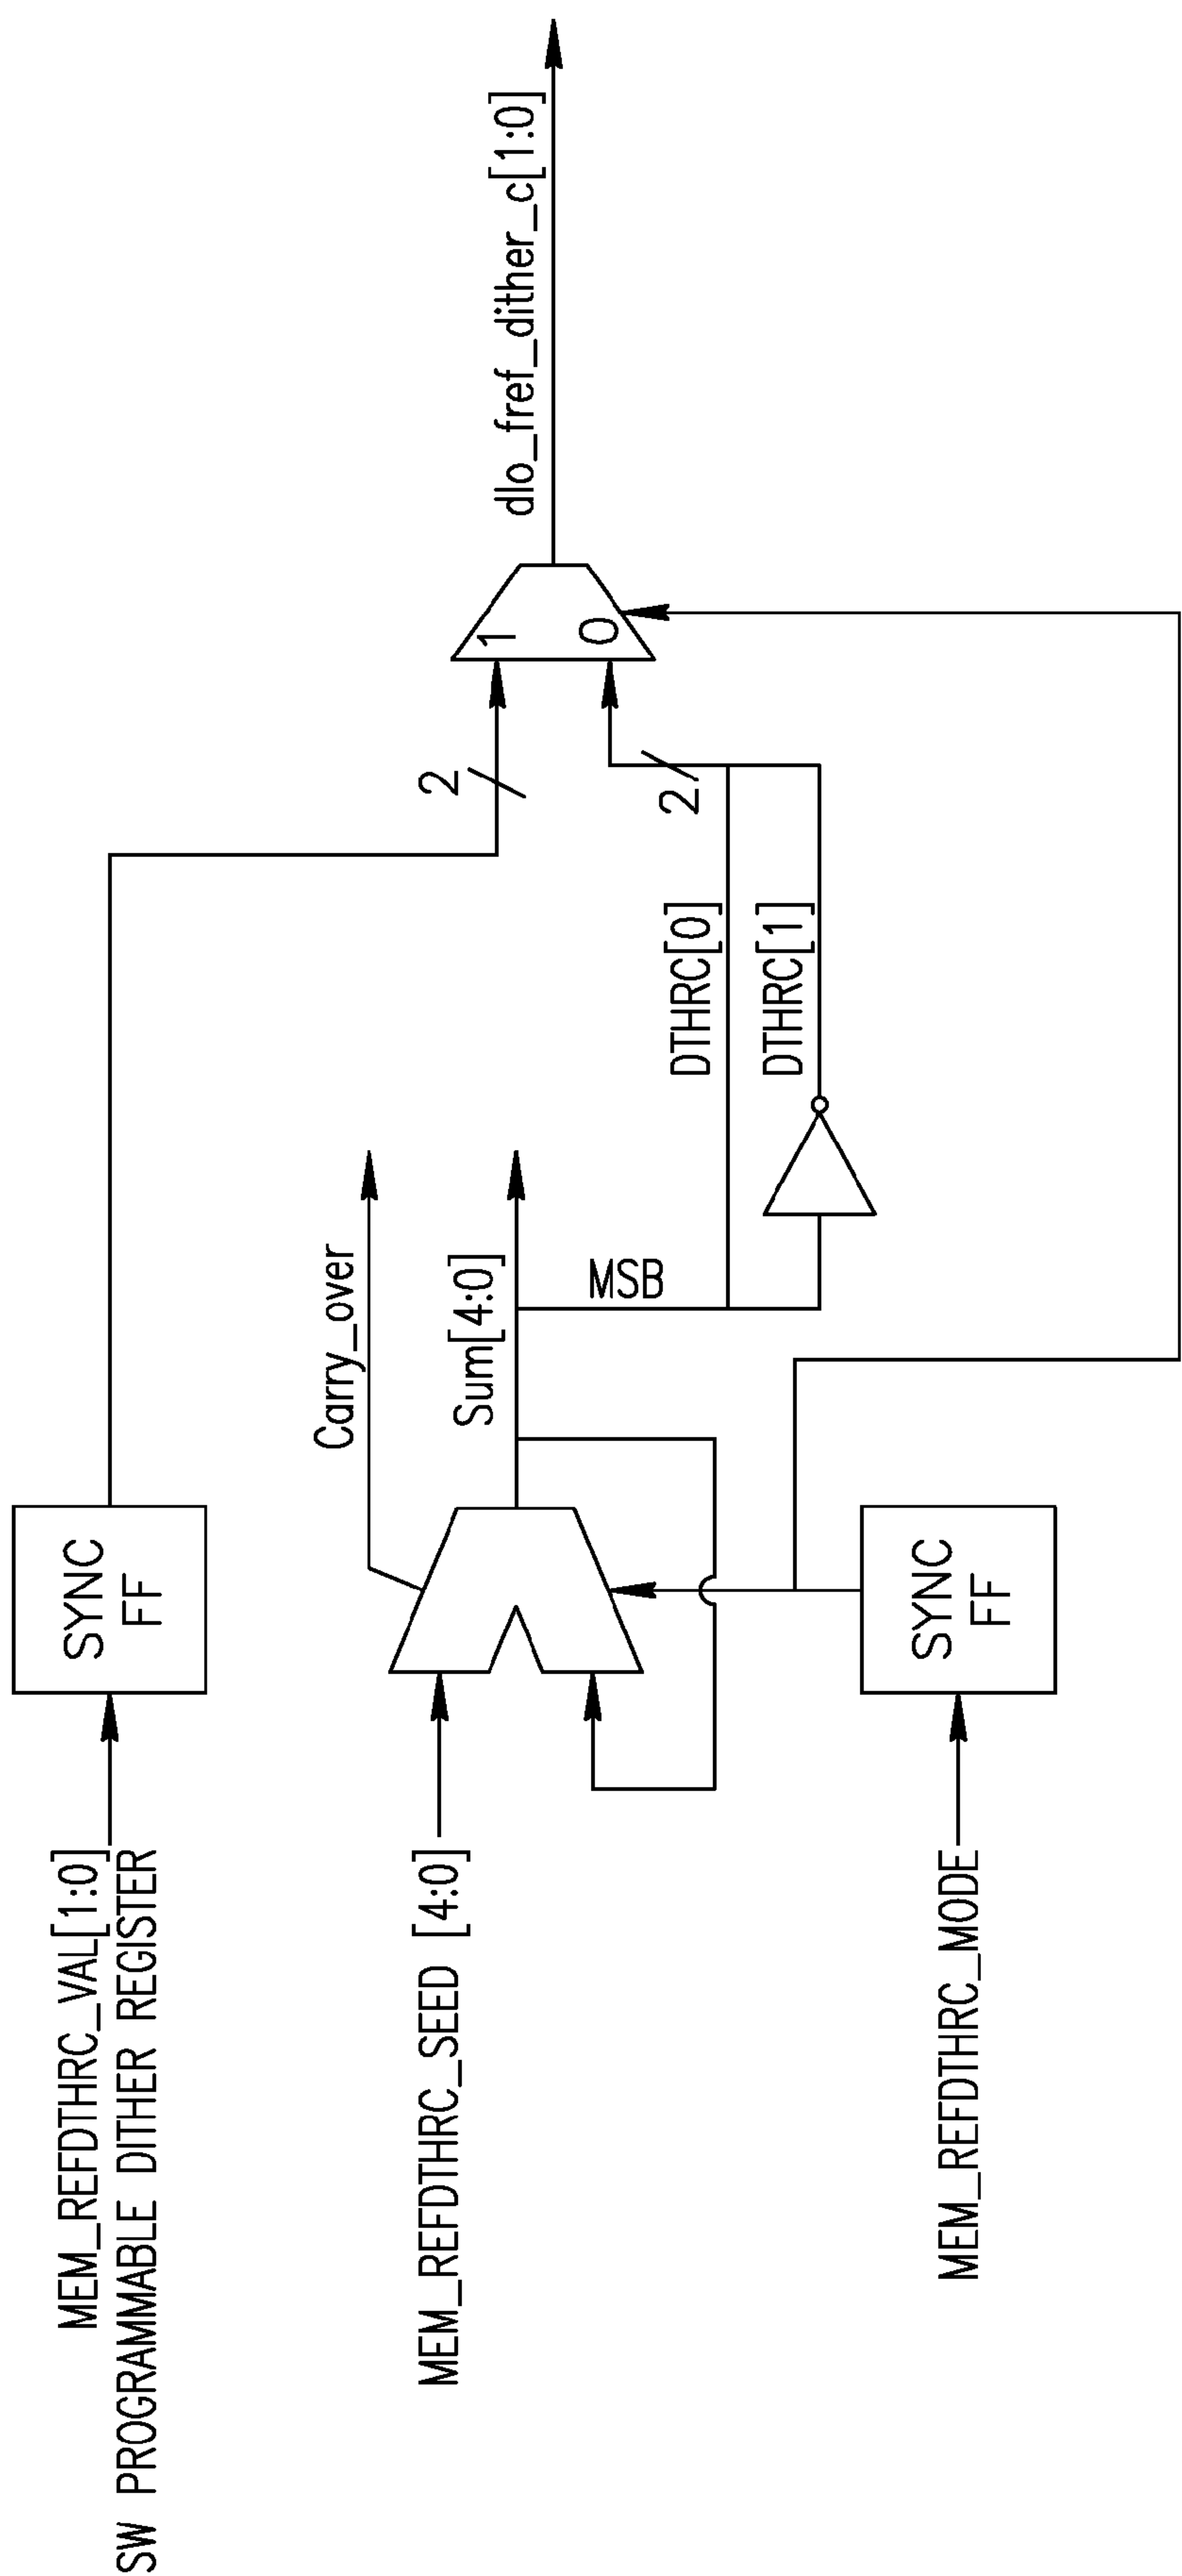 MEM_REFDTHRC_VAL[1:0]
SW PROGRAMMABLE DITHER REGISTER
SYNC
FF
MEM_REFDTHRC_SEED [4:0]
Carry_over
Sum[4:0]
MSB
DTHRC[0]
DTHRC[1]
2
2
1
0
dlo_fref_dither_c[1:0]
MEM_REFDTHRC_MODE
SYNC
FF